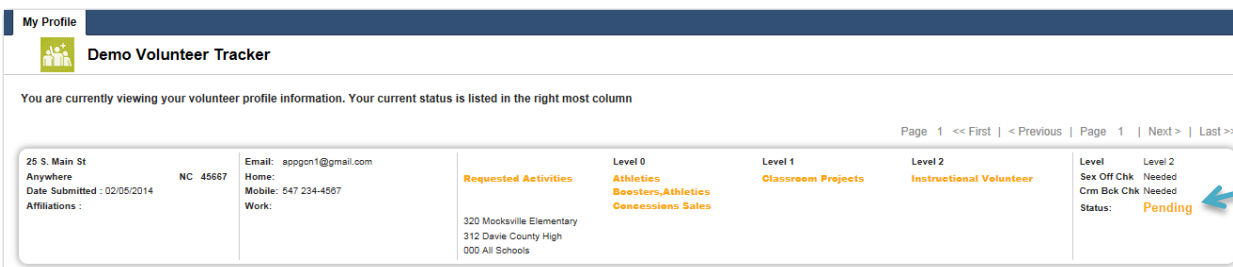 My Profile
Demo Volunteer Tracker
You are currently viewing your volunteer profile information. Your current status is listed in the right most column
Page 1 << First | < Previous | Page 1 | Next > | Last >>
25 S. Main St
Anywhere NC 45667
Date Submitted : 02/05/2014
Affiliations :
Email: appgcn1@gmail.com
Home:
Mobile: 547 234-4567
Work:
Requested Activities
320 Mocksville Elementary
312 Davie County High
000 All Schools
Level 0
Athletics
Boosters,Athletics
Concessions Sales
Level 1
Classroom Projects
Level 2
Instructional Volunteer
Level Level 2
Sex Off Chk Needed
Crm Bck Chk Needed
Status: Pending